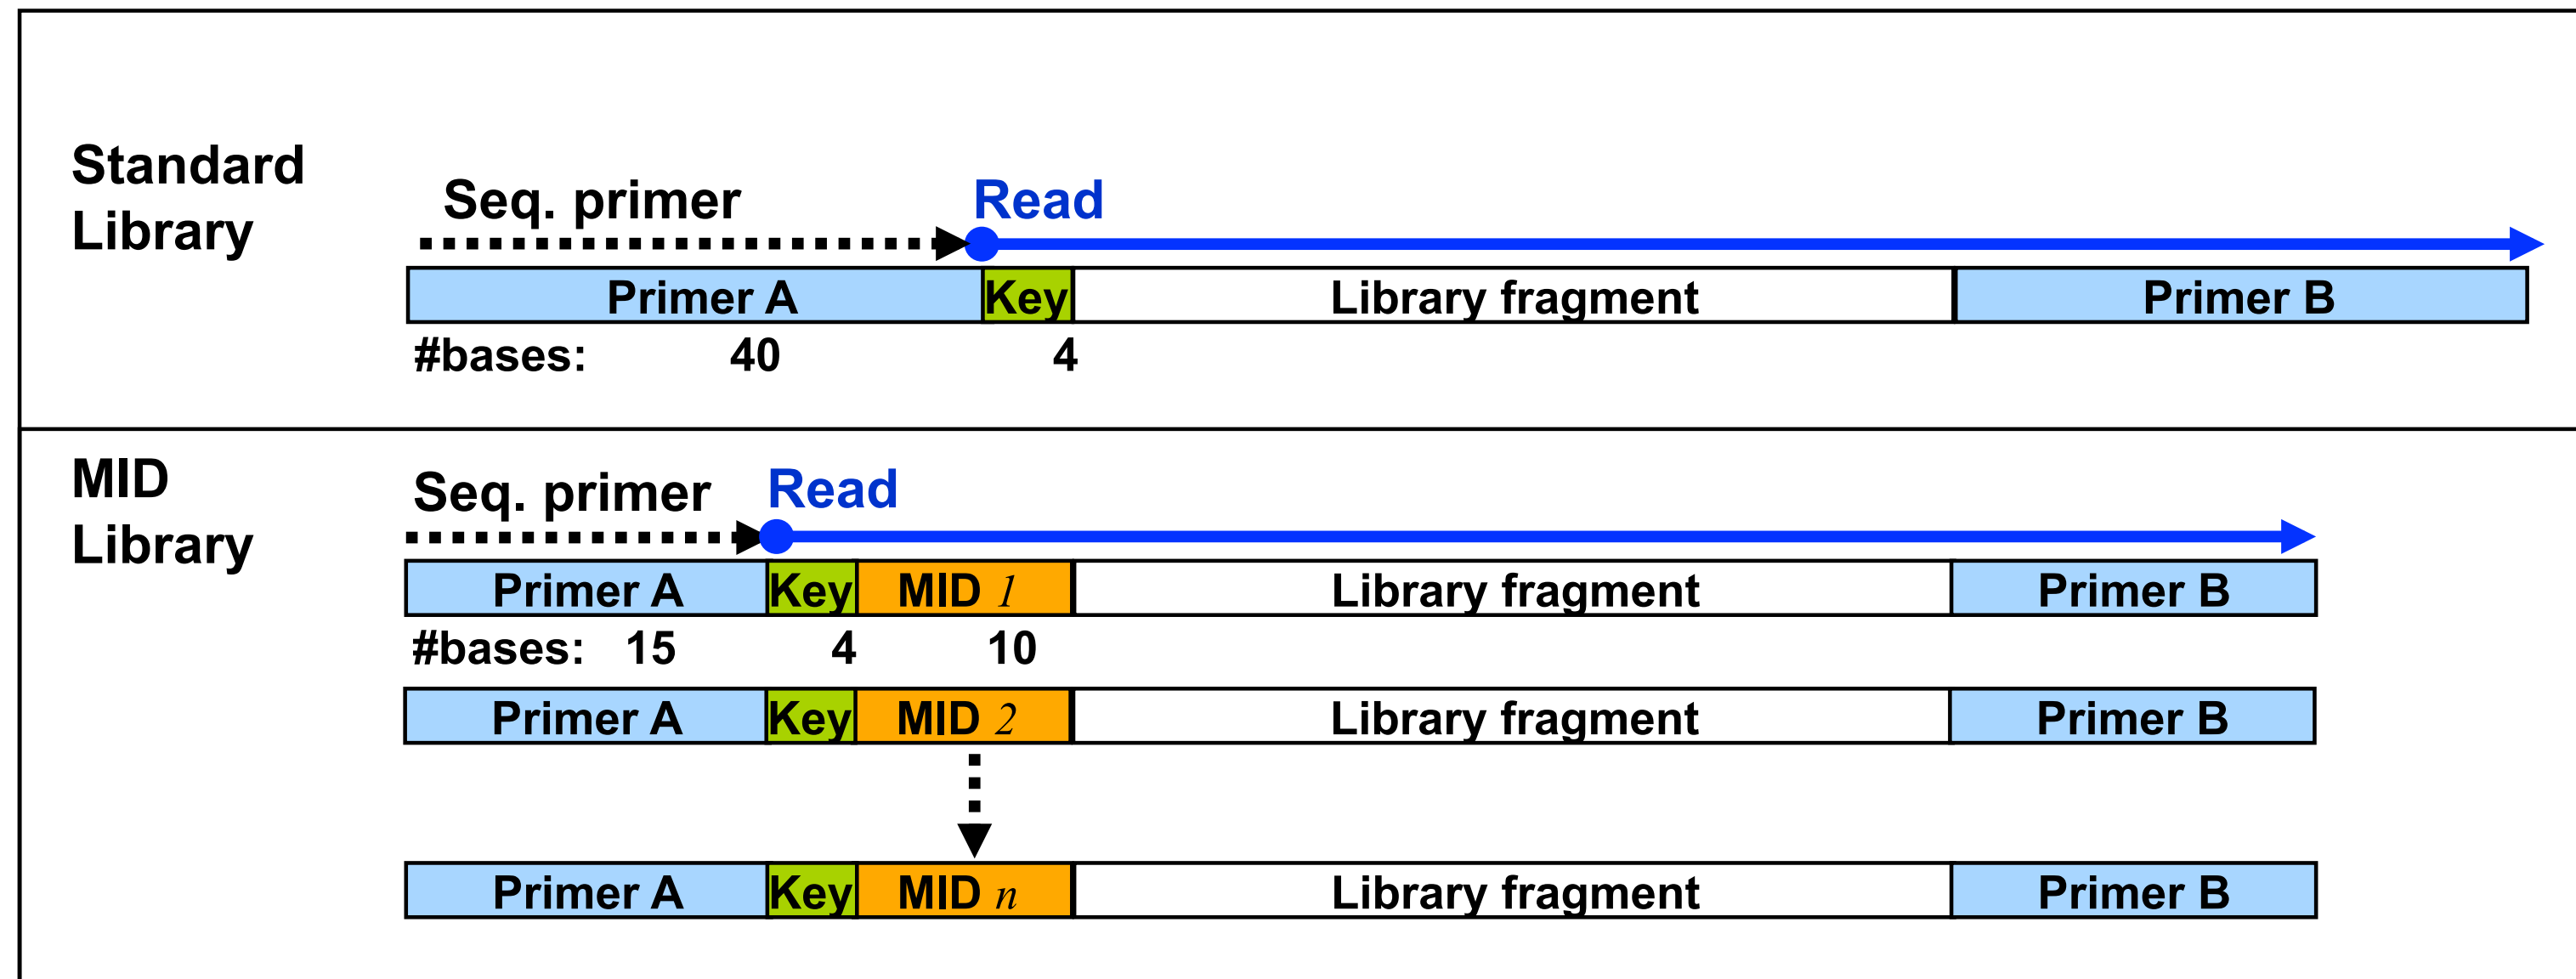 Standard
Library
Seq. primer
Read
Primer A Key Library fragment Primer B
#bases: 40 4
MID
Library
Seq. primer Read
Primer A Key MID 1 Library fragment Primer B
#bases: 15 4 10
Primer A Key MID 2 Library fragment Primer B
Primer A Key MID n Library fragment Primer B